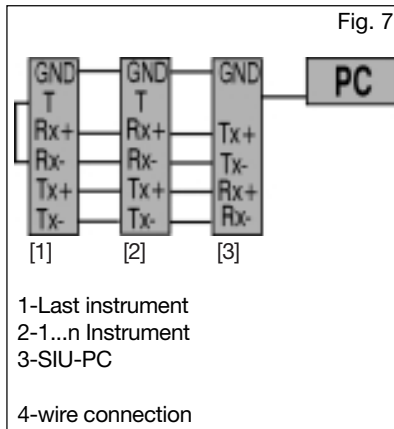 Fig. 7
GND GND GND PC
T T
Rx+ Rx+ Tx+
Rx- Rx- Tx-
Tx+ Tx+ Rx+
Tx- Tx- Rx-
[1] [2] [3]
1-Last instrument
2-1...n Instrument
3-SIU-PC
4-wire connection